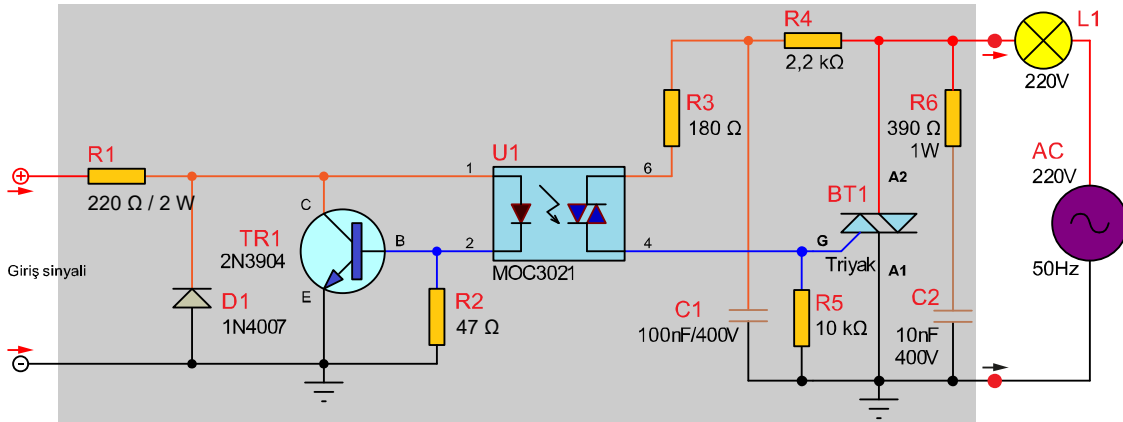 R4
2,2 kΩ
L1
220V
R3
180 Ω
R6
390 Ω
1W
AC
220V
50Hz
R1
220 Ω / 2 W
U1
1
2
6
4
MOC3021
C
B
E
TR1
2N3904
A2
BT1
G
Triyak
A1
Giriş sinyali
D1
1N4007
R2
47 Ω
C1
100nF/400V
R5
10 kΩ
C2
10nF
400V